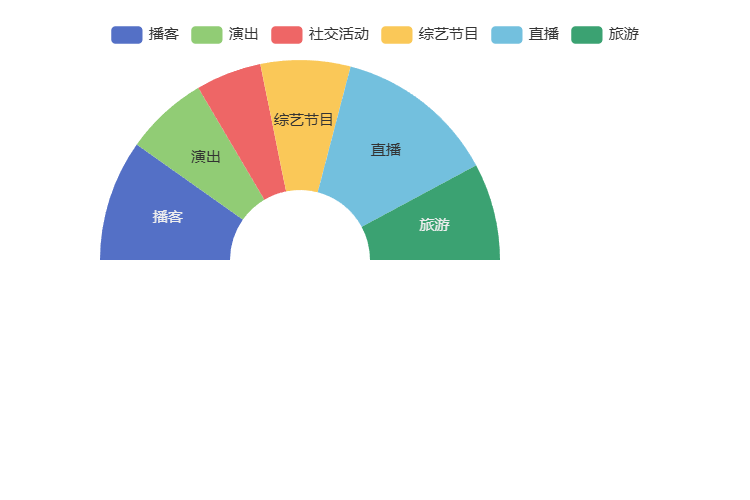 播客 演出 社交活动 综艺节目 直播 旅游
综艺节目
直播
演出
播客
旅游